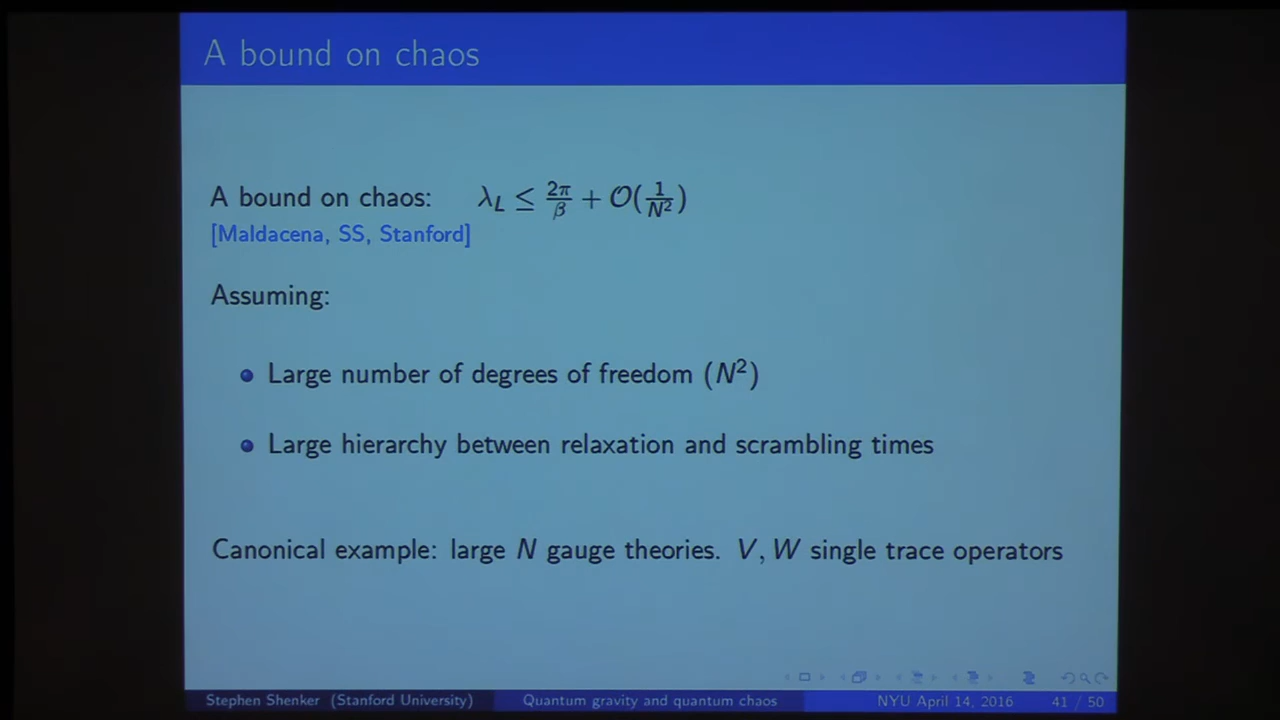 A bound on chaos
A bound on chaos: λ_L ≤ 2π/β + 𝒪(1/N²)
[Maldacena, SS, Stanford]
Assuming:
Large number of degrees of freedom (N²)
Large hierarchy between relaxation and scrambling times
Canonical example: large N gauge theories. V, W single trace operators
Stephen Shenker (Stanford University) Quantum gravity and quantum chaos NYU April 14, 2016 41 / 50